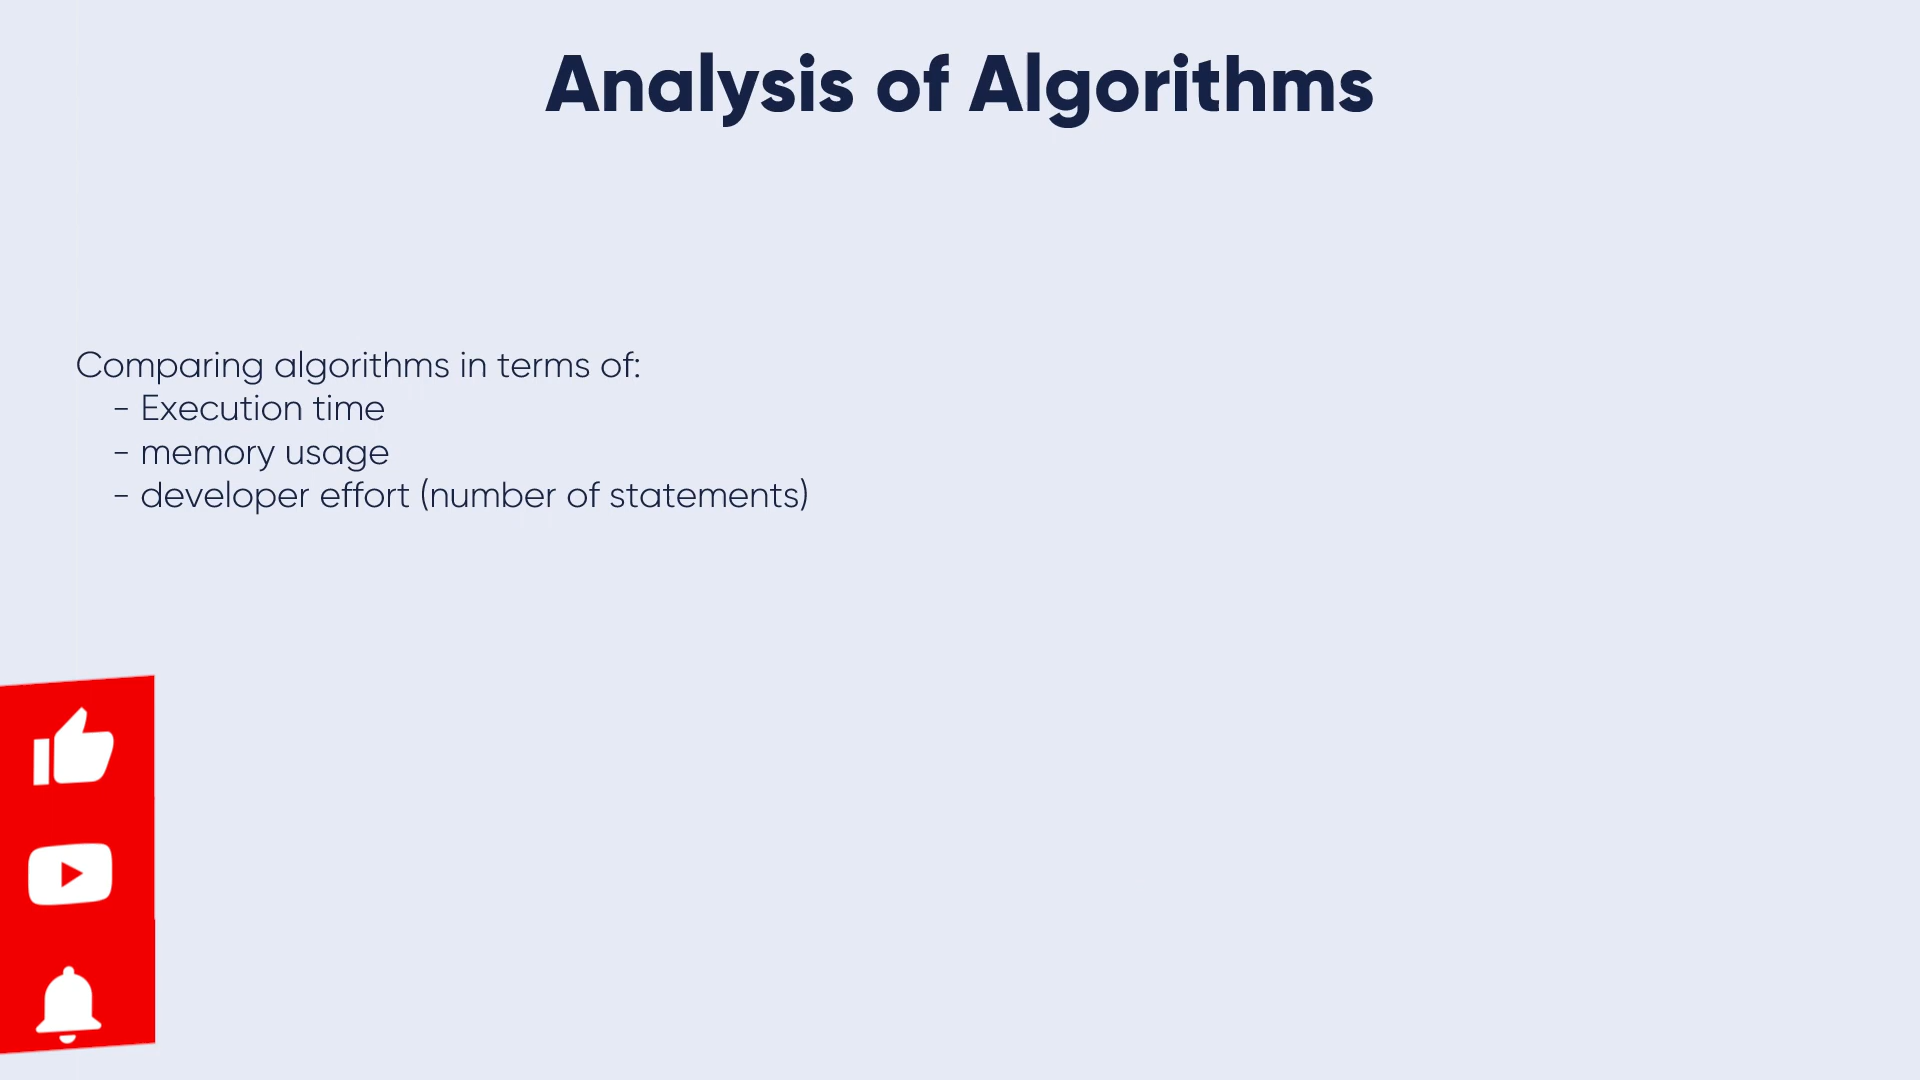 Analysis of Algorithms
Comparing algorithms in terms of:
- Execution time
- memory usage
- developer effort (number of statements)